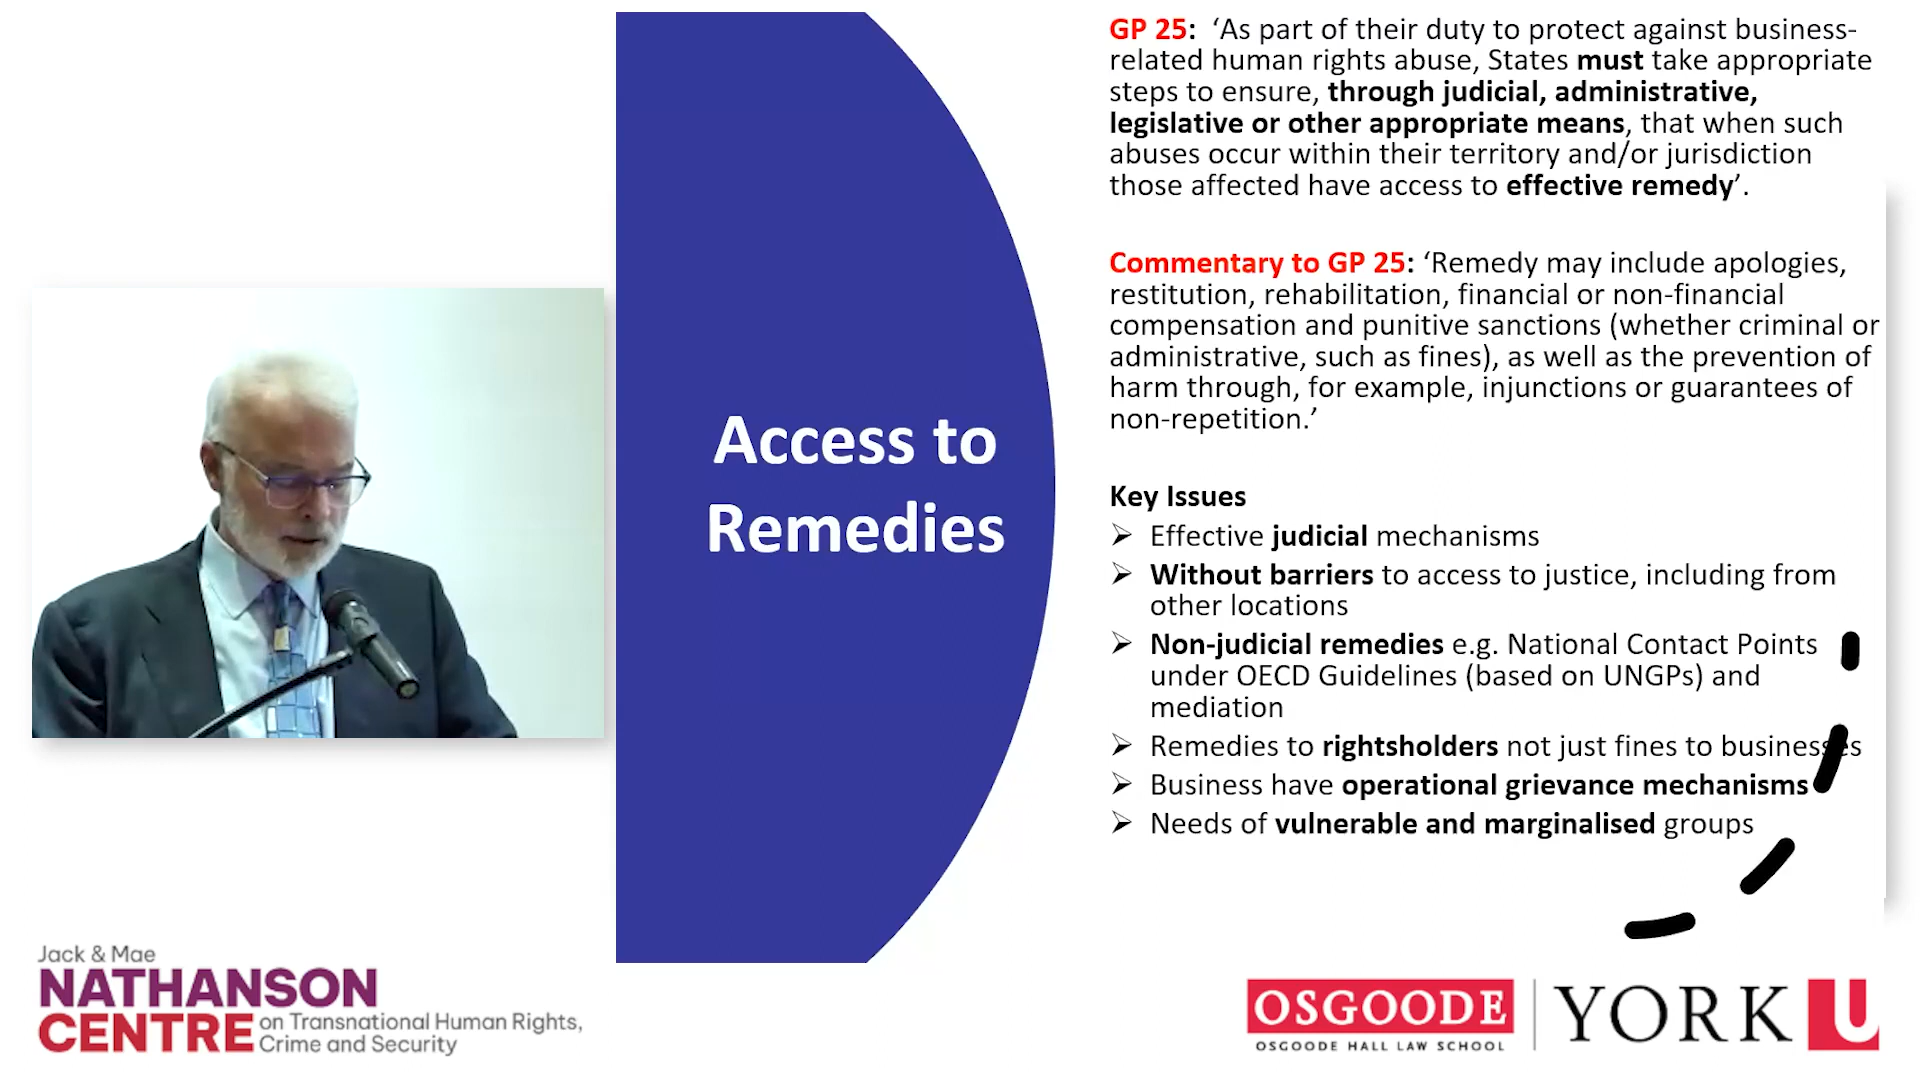 GP 25:  ‘As part of their duty to protect against business-
related human rights abuse, States must take appropriate
steps to ensure, through judicial, administrative,
legislative or other appropriate means, that when such
abuses occur within their territory and/or jurisdiction
those affected have access to effective remedy’.
Commentary to GP 25: ‘Remedy may include apologies,
restitution, rehabilitation, financial or non-financial
compensation and punitive sanctions (whether criminal or
administrative, such as fines), as well as the prevention of
harm through, for example, injunctions or guarantees of
non-repetition.’
Access to
Remedies
Key Issues
➢ Effective judicial mechanisms
➢ Without barriers to access to justice, including from
other locations
➢ Non-judicial remedies e.g. National Contact Points
under OECD Guidelines (based on UNGPs) and
mediation
➢ Remedies to rightsholders not just fines to businesses
➢ Business have operational grievance mechanisms
➢ Needs of vulnerable and marginalised groups
Jack & Mae
NATHANSON
CENTRE on Transnational Human Rights,
Crime and Security
OSGOODE
OSGOODE HALL LAW SCHOOL
YORK U